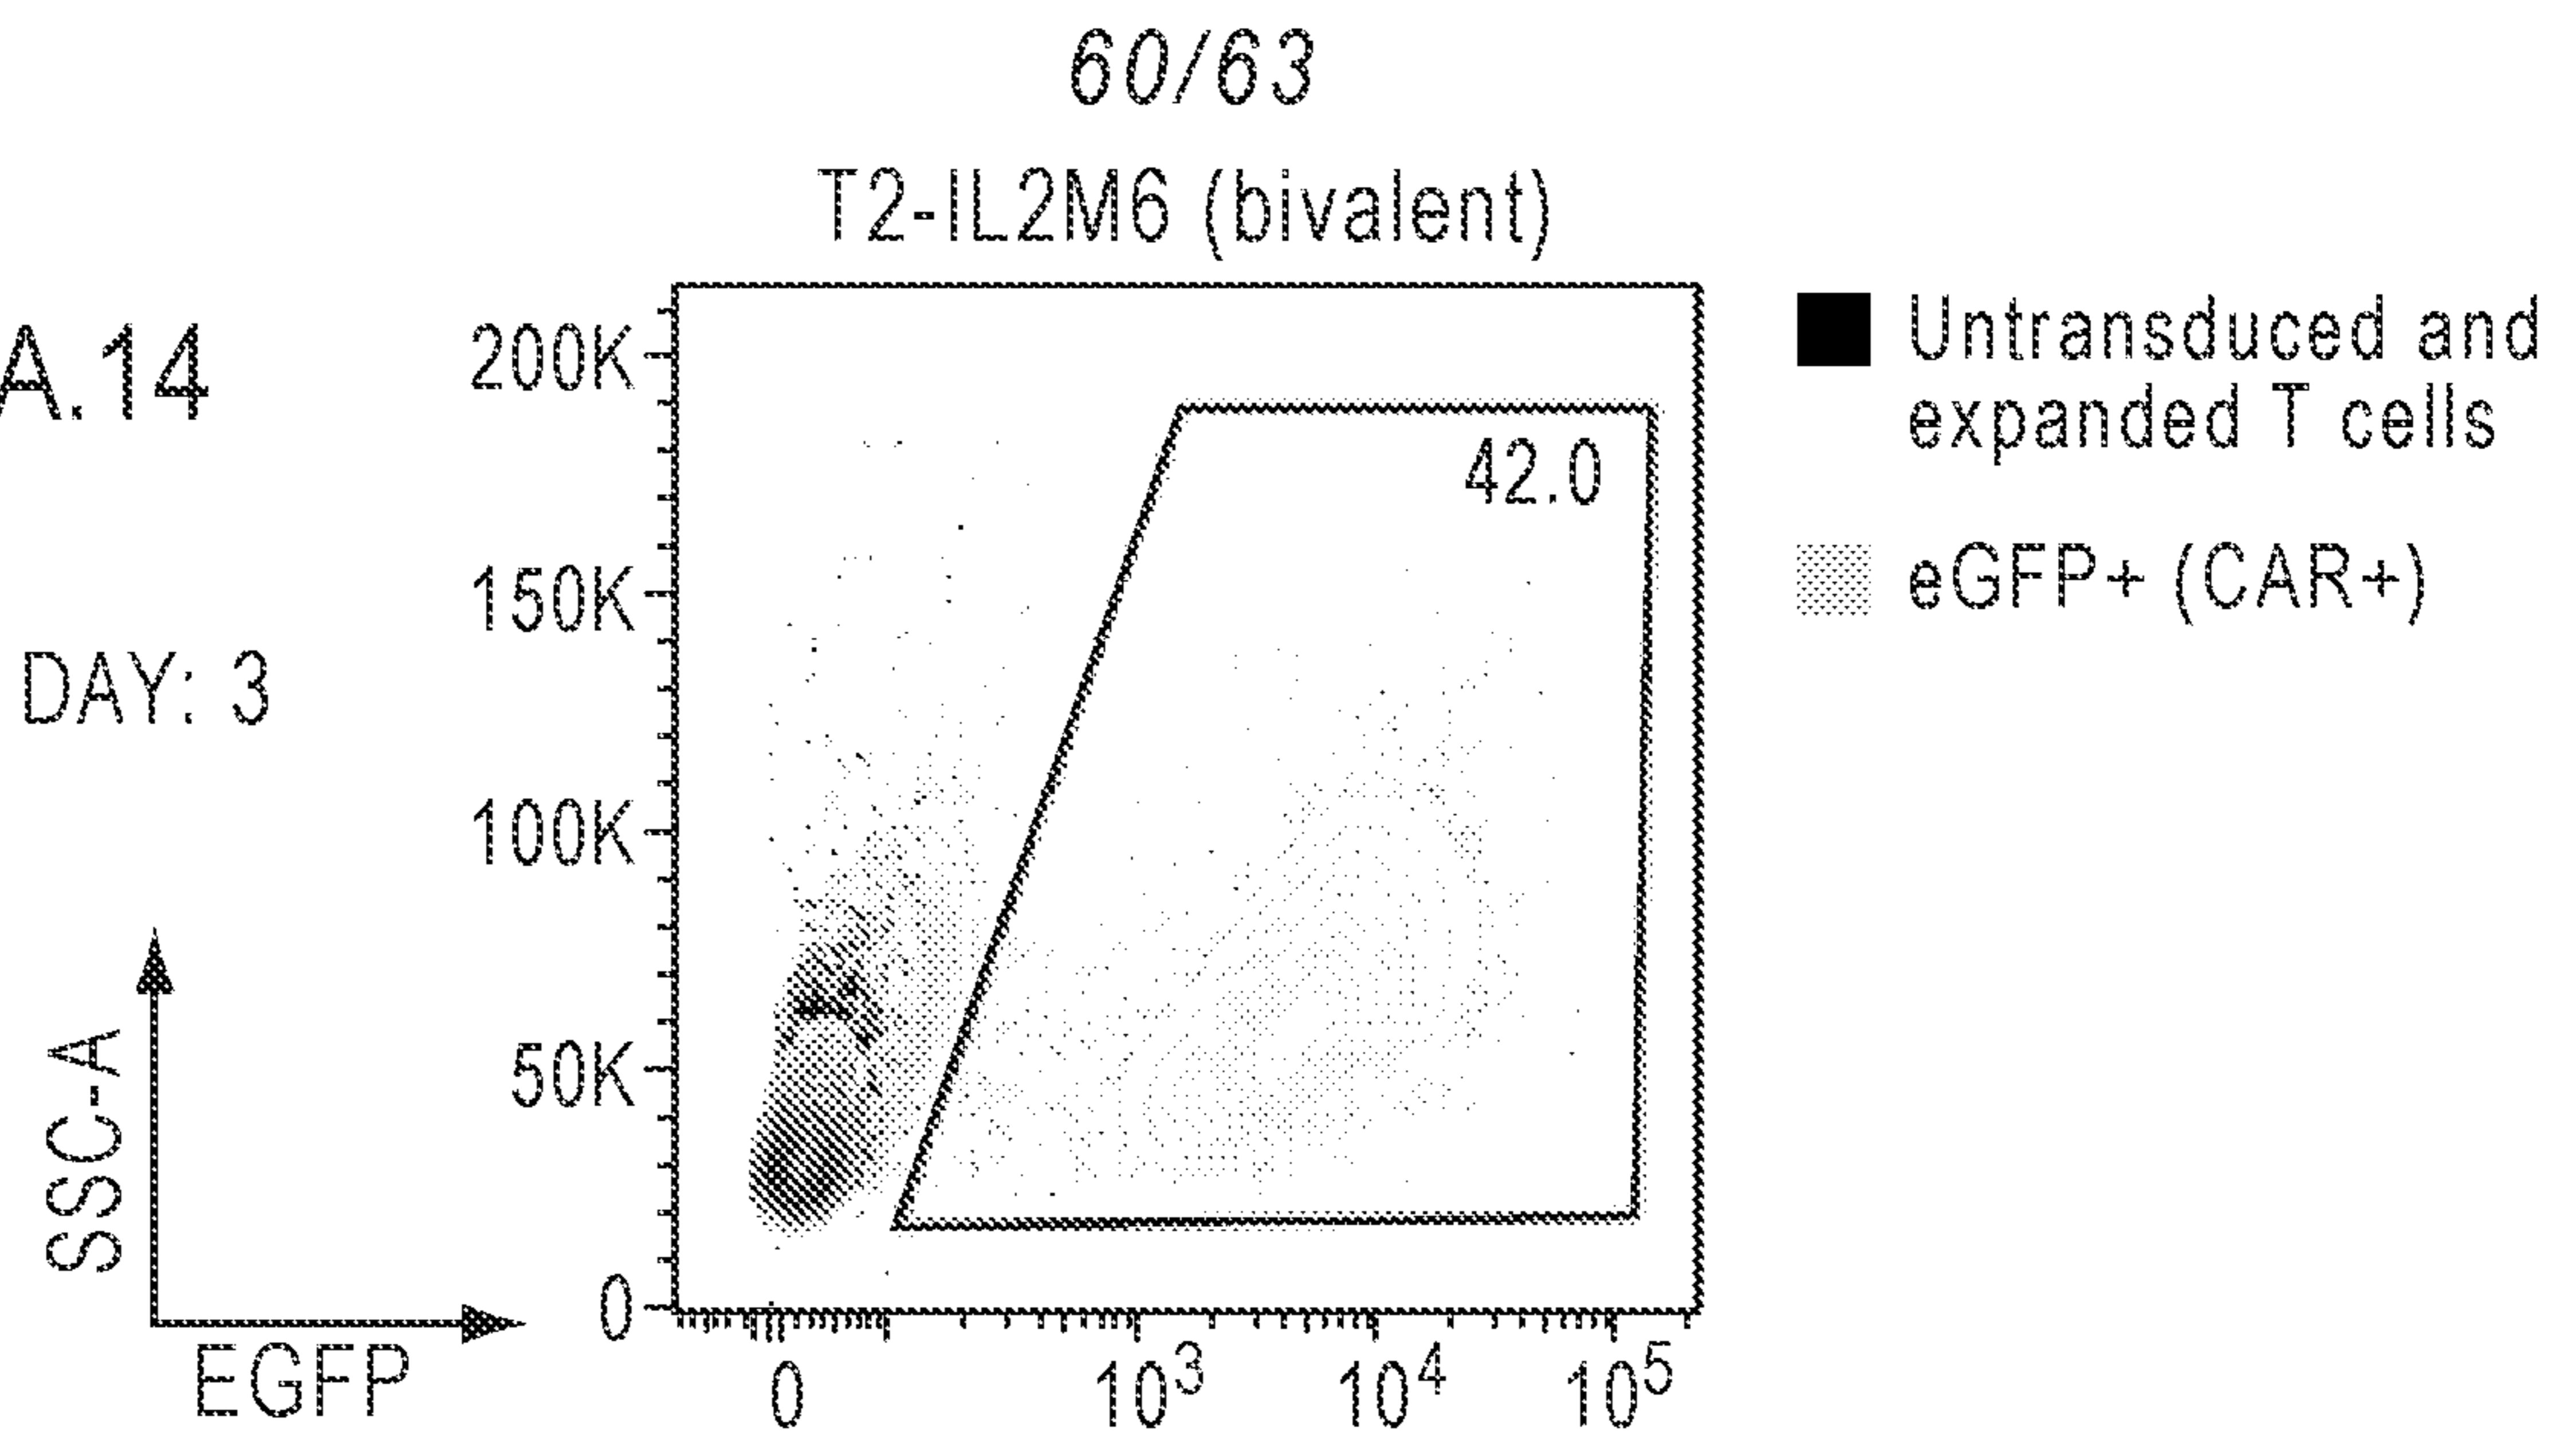 60/63
T2-IL2M6 (bivalent)
A.14
DAY: 3
SSC-A
EGFP
200K
150K
100K
50K
0
0
10³
10⁴
10⁵
42.0
Untransduced and
expanded T cells
eGFP+ (CAR+)